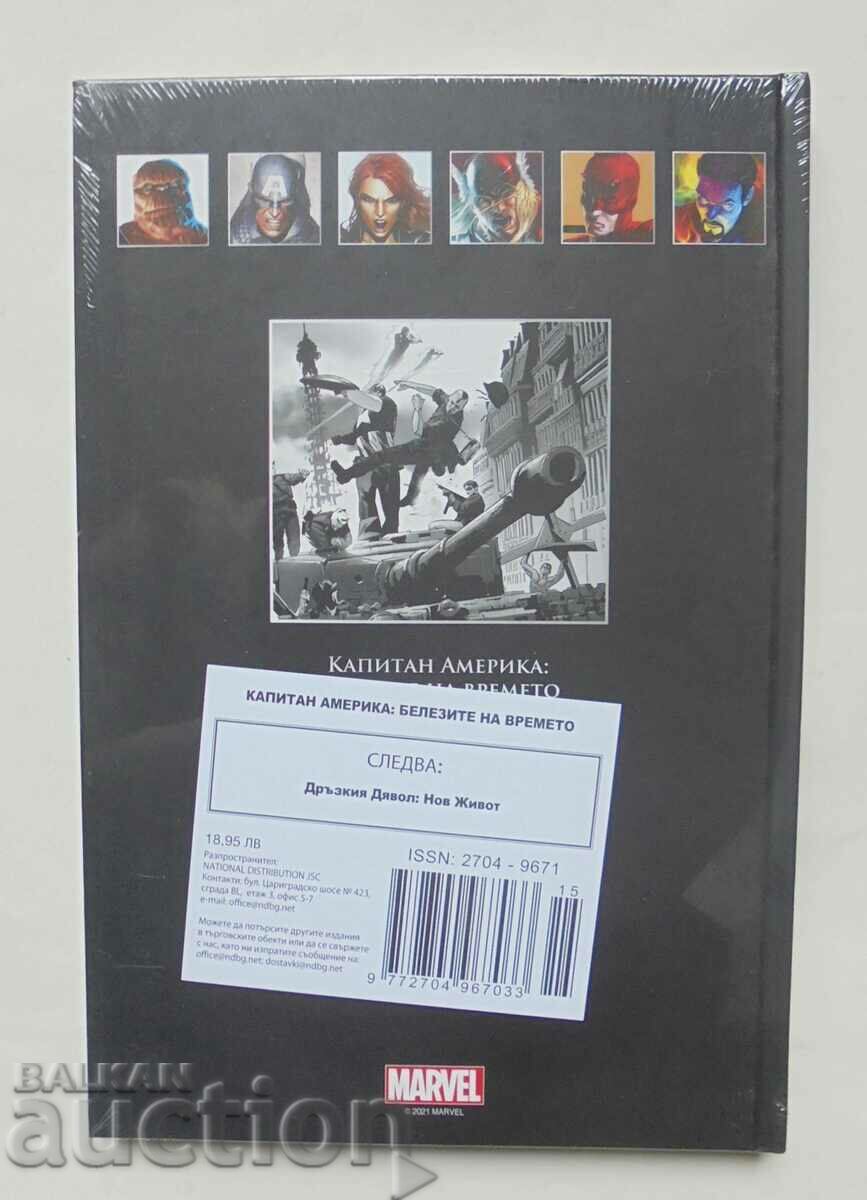 КАПИТАН АМЕРИКА:
НА ВРЕМЕТО
КАПИТАН АМЕРИКА: БЕЛЕЗИТЕ НА ВРЕМЕТО
СЛЕДВА:
Дръзкия Дявол: Нов Живот
18,95 ЛВ
Разпространител:
NATIONAL DISTRIBUTION JSC
Контакти: бул. Цариградско шосе № 423,
сграда BL, етаж 3, офис 5-7
e-mail: office@ndbg.net
Можете да потърсите другите издания
в търговските обекти или да се свържете
с нас, като ни изпратите съобщение на:
office@ndbg.net; dostavki@ndbg.net
ISSN: 2704 - 9671
15
9 772704 967033
MARVEL
© 2021 MARVEL
BALKAN
auction